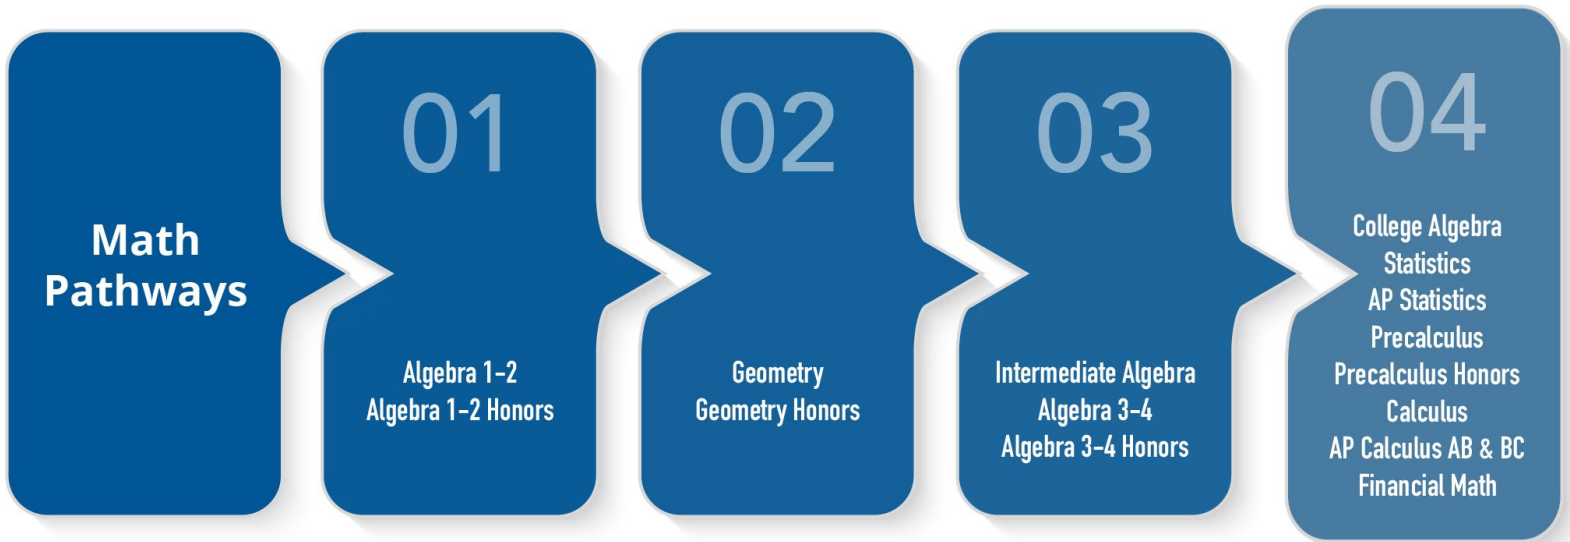 Math
Pathways
01
Algebra 1-2
Algebra 1-2 Honors
02
Geometry
Geometry Honors
03
Intermediate Algebra
Algebra 3-4
Algebra 3-4 Honors
04
College Algebra
Statistics
AP Statistics
Precalculus
Precalculus Honors
Calculus
AP Calculus AB & BC
Financial Math